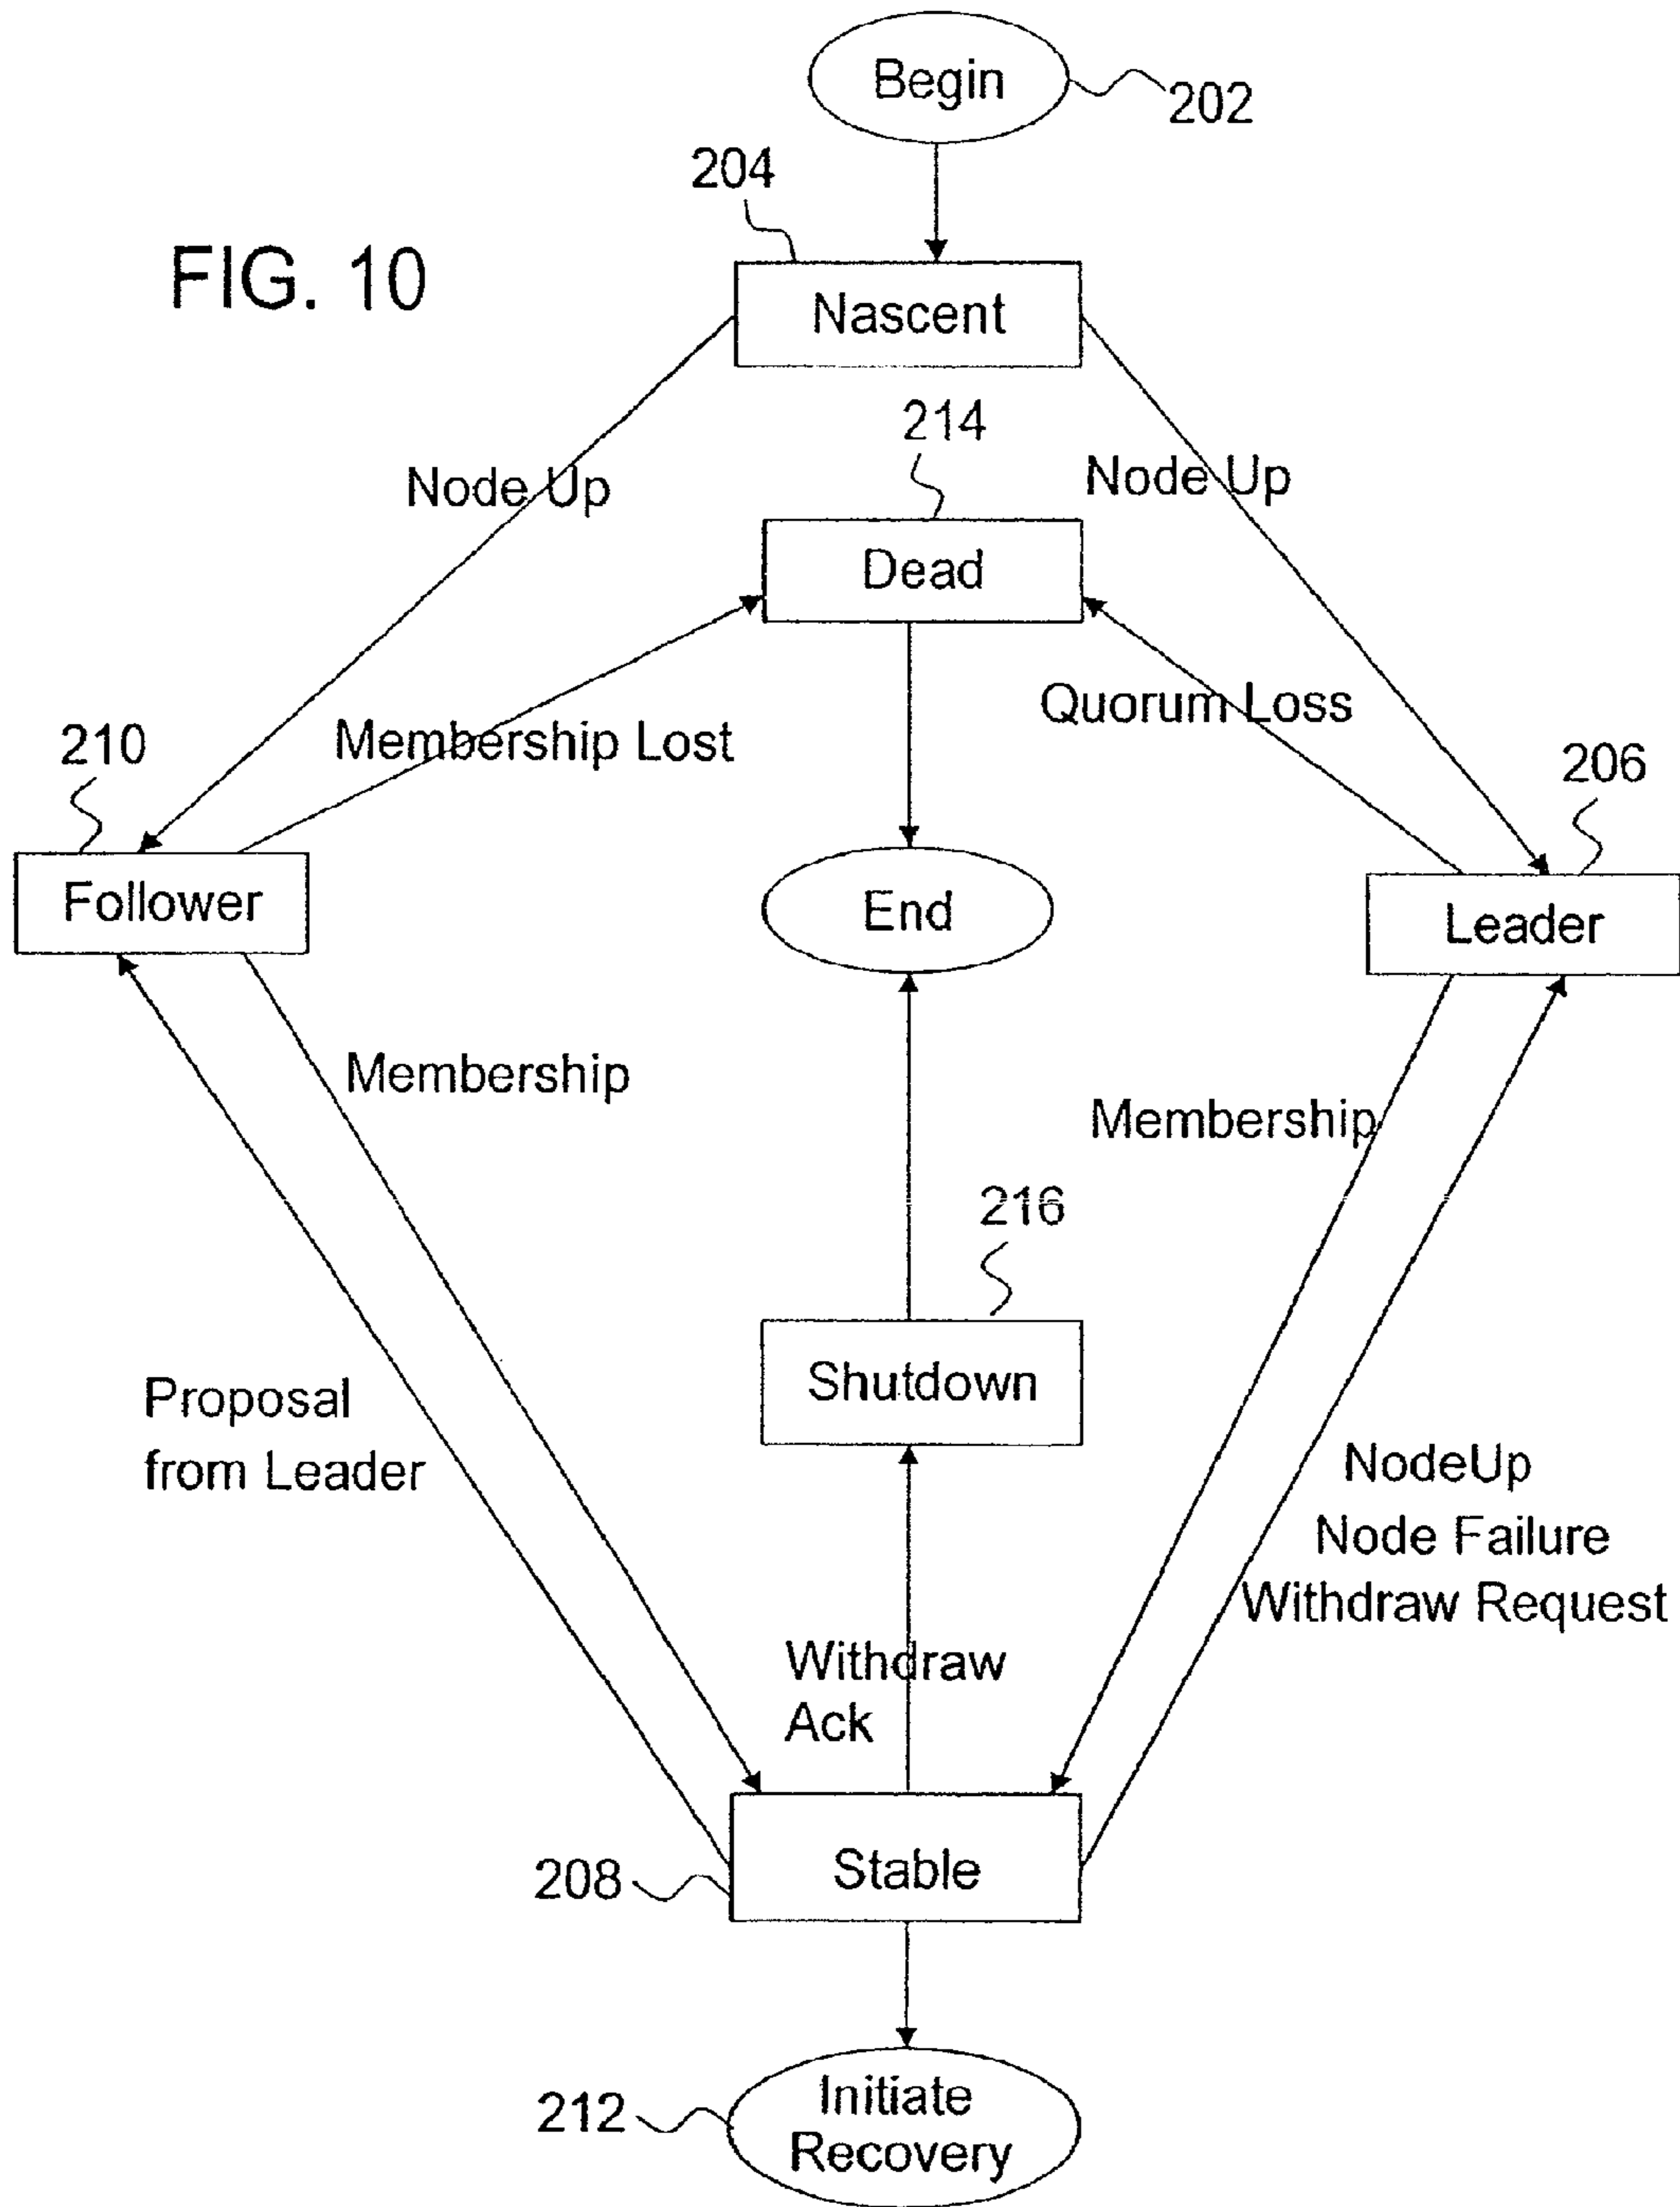 Begin
202
204
FIG. 10
Nascent
214
Node Up
Node Up
Dead
Quorum Loss
Membership Lost
210
206
Follower
End
Leader
Membership
Membership
216
Shutdown
Proposal
from Leader
NodeUp
Node Failure
Withdraw Request
Withdraw
Ack
Stable
208
Initiate
Recovery
212